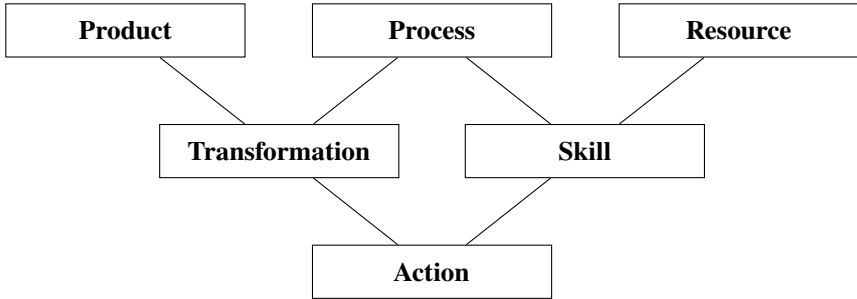 Product
Process
Resource
Transformation
Skill
Action